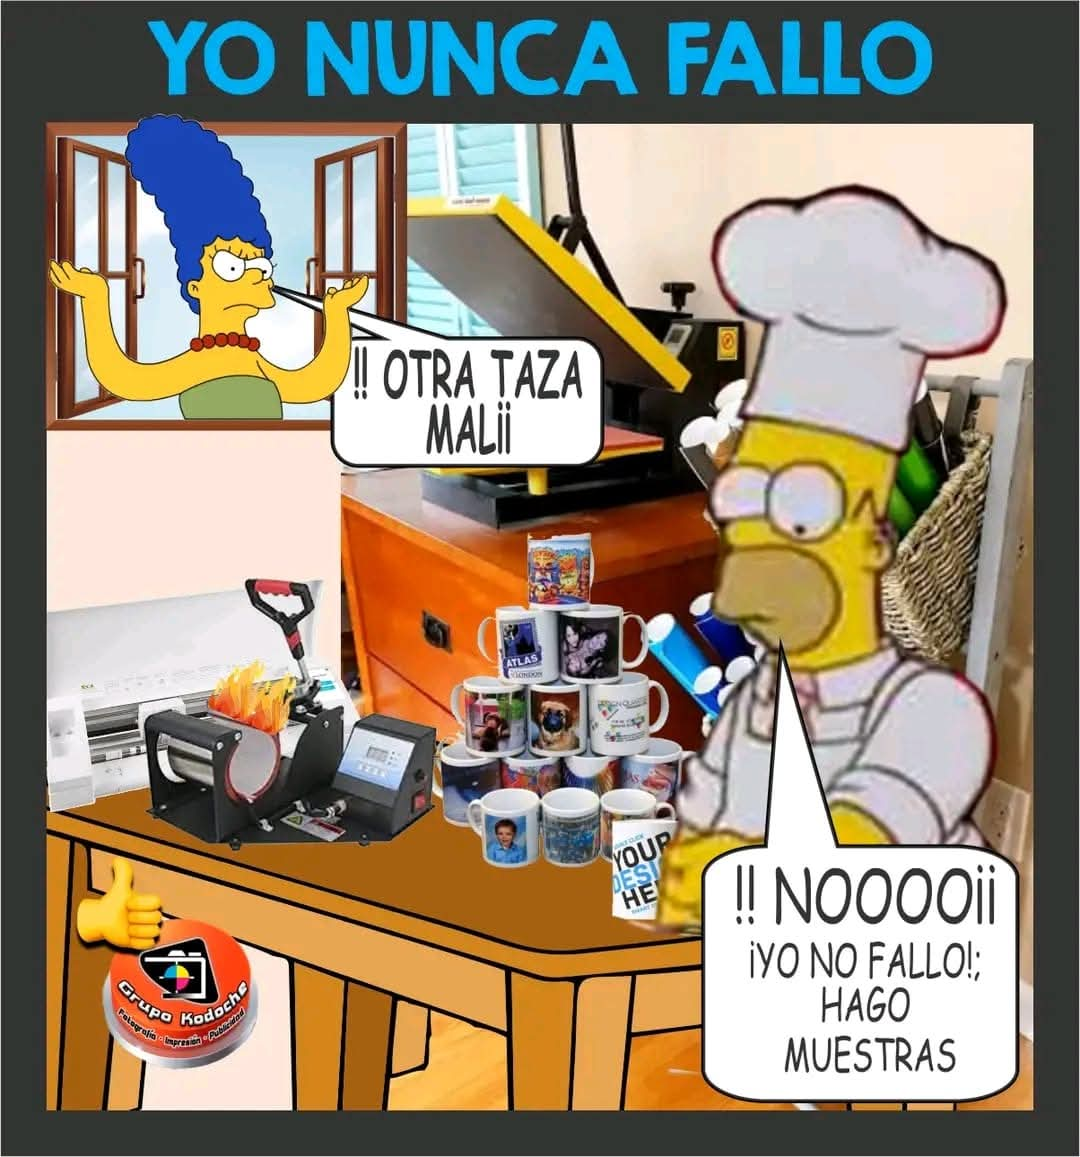 YO NUNCA FALLO
!! OTRA TAZA
MAL¡¡
ATLAS
LONDON
YOUR
DESI
HE
!! NOOOO¡¡
¡YO NO FALLO!;
HAGO
MUESTRAS
Grupo Kodoche
Fotografía - Impresión - Publicidad